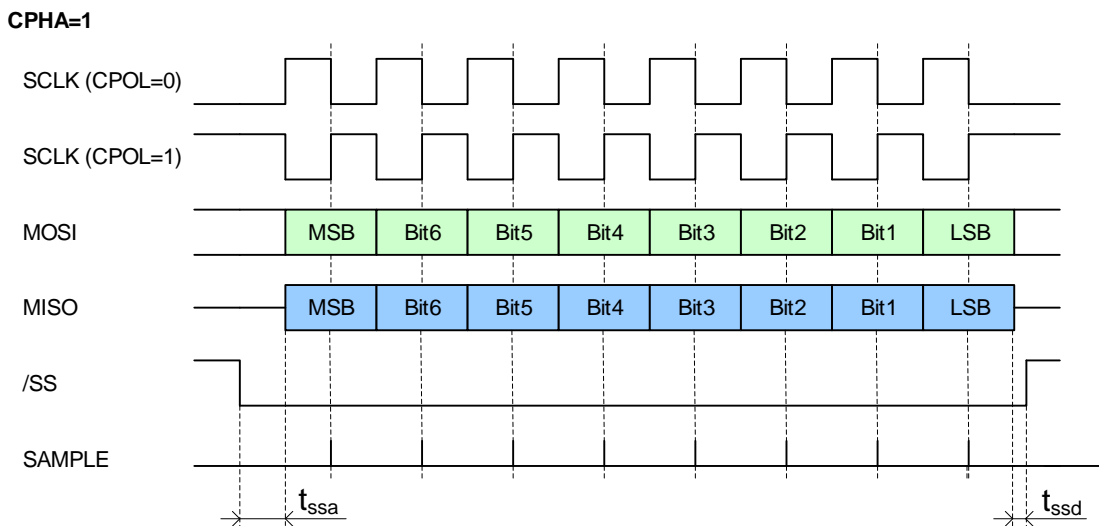 CPHA=1
SCLK (CPOL=0)
SCLK (CPOL=1)
MOSI MSB Bit6 Bit5 Bit4 Bit3 Bit2 Bit1 LSB
MISO MSB Bit6 Bit5 Bit4 Bit3 Bit2 Bit1 LSB
/SS
SAMPLE
tssa tssd